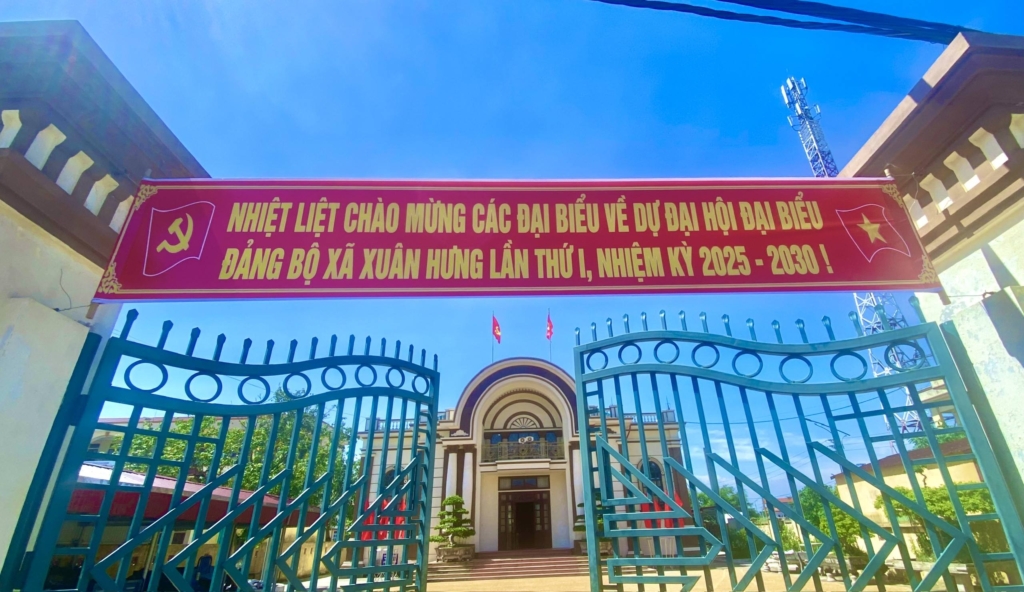 NHIỆT LIỆT CHÀO MỪNG CÁC ĐẠI BIỂU VỀ DỰ ĐẠI HỘI ĐẠI BIỂU
ĐẢNG BỘ XÃ XUÂN HƯNG LẦN THỨ I, NHIỆM KỲ 2025 - 2030 !